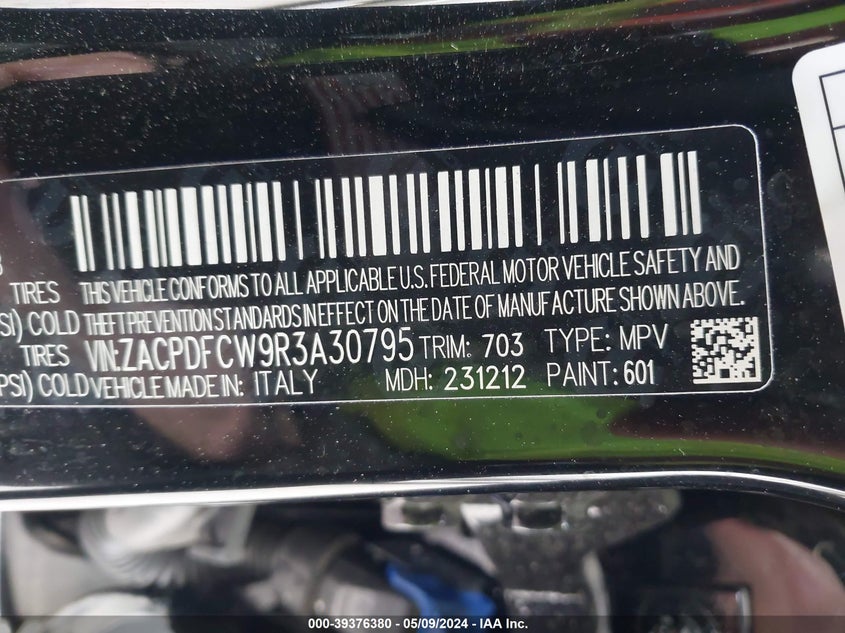 THIS VEHICLE CONFORMS TO ALL APPLICABLE U.S. FEDERAL MOTOR VEHICLE SAFETY AND
TIRES
THEFT PREVENTION STANDARDS IN EFFECT ON THE DATE OF MANUFACTURE SHOWN ABOVE.
SI) COLD
TIRES
VIN:ZACPDFCW9R3A30795 TRIM: 703 TYPE: MPV
PSI) COLD
VEHICLE MADE IN: ITALY MDH: 231212 PAINT: 601
000-39376380 - 05/09/2024 - IAA Inc.